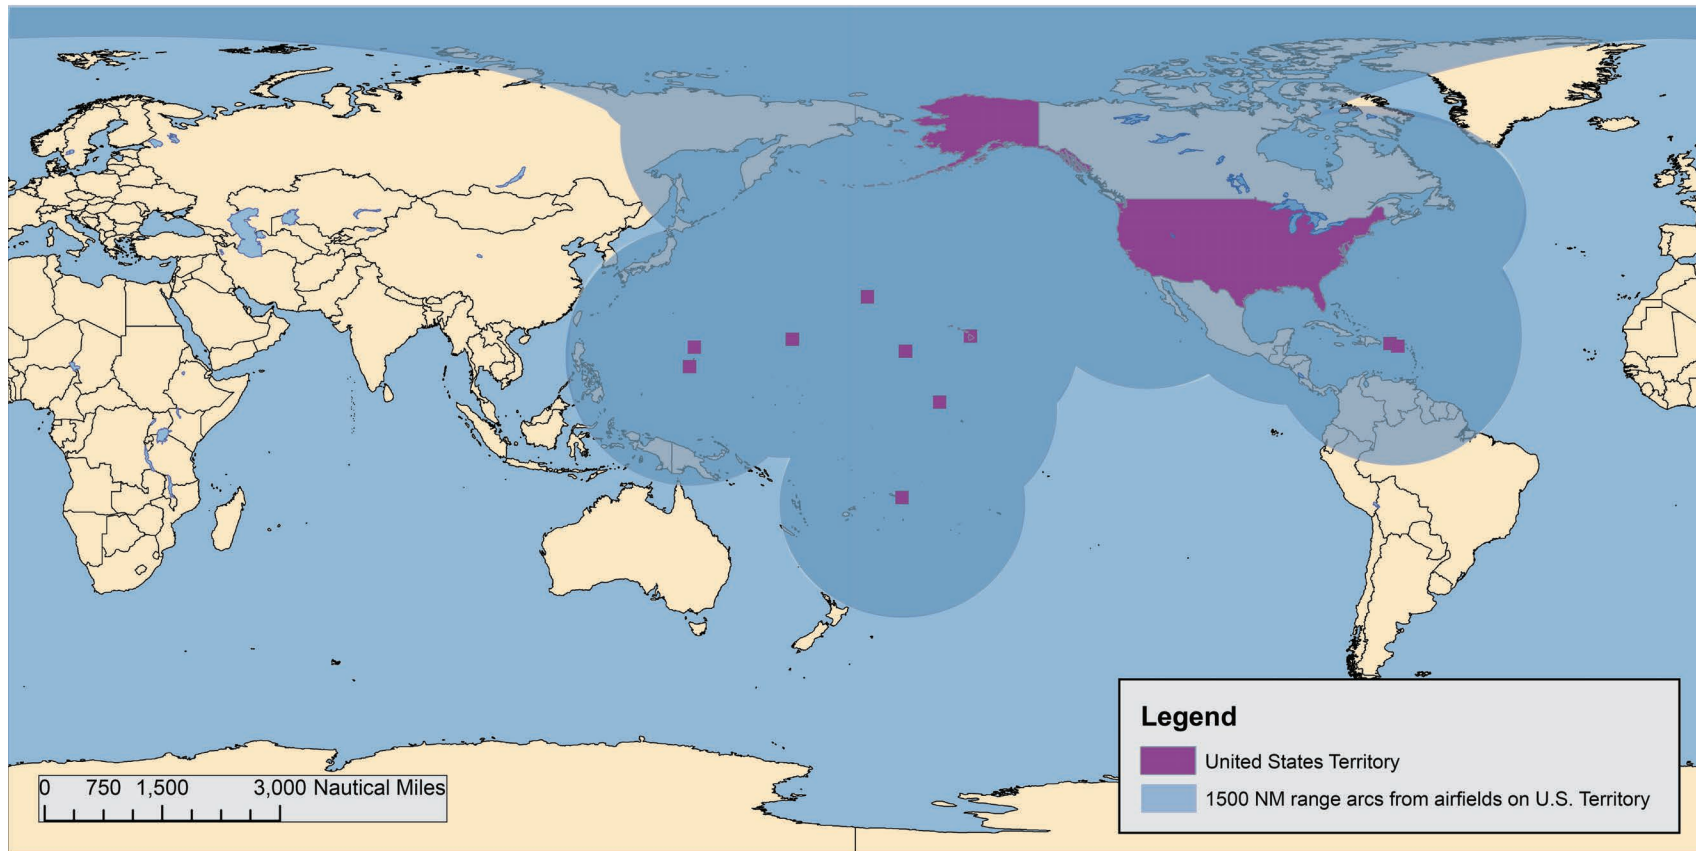 Legend
United States Territory
1500 NM range arcs from airfields on U.S. Territory
0 750 1,500 3,000 Nautical Miles